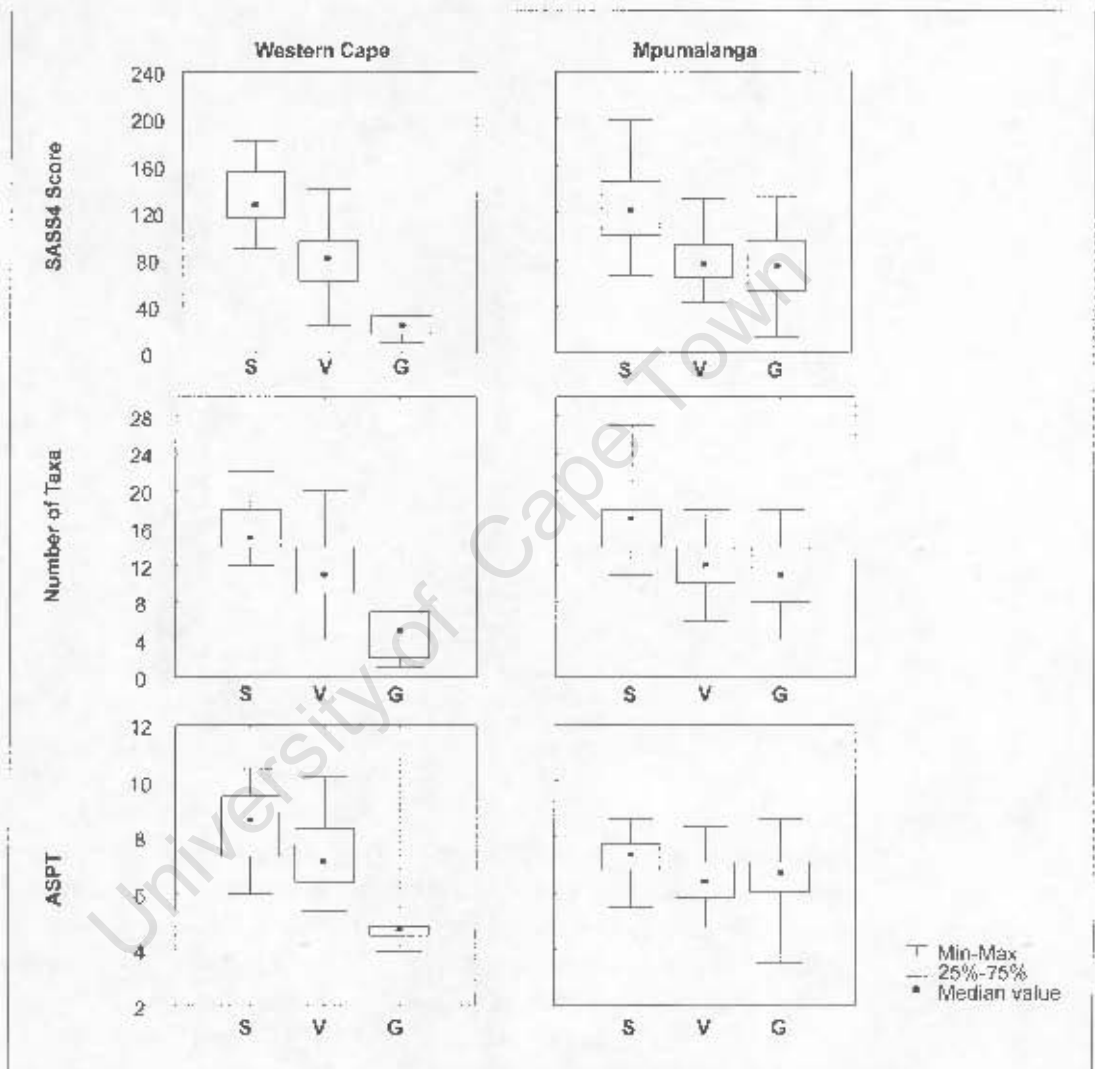 Western Cape
Mpumalanga
SASS4 Score
240
200
160
120
80
40
0
S V G
S V G
Number of Taxa
28
24
20
16
12
8
4
0
S V G
S V G
ASPT
12
10
8
6
4
2
S V G
S V G
Min-Max
25%-75%
Median value
University of Cape Town